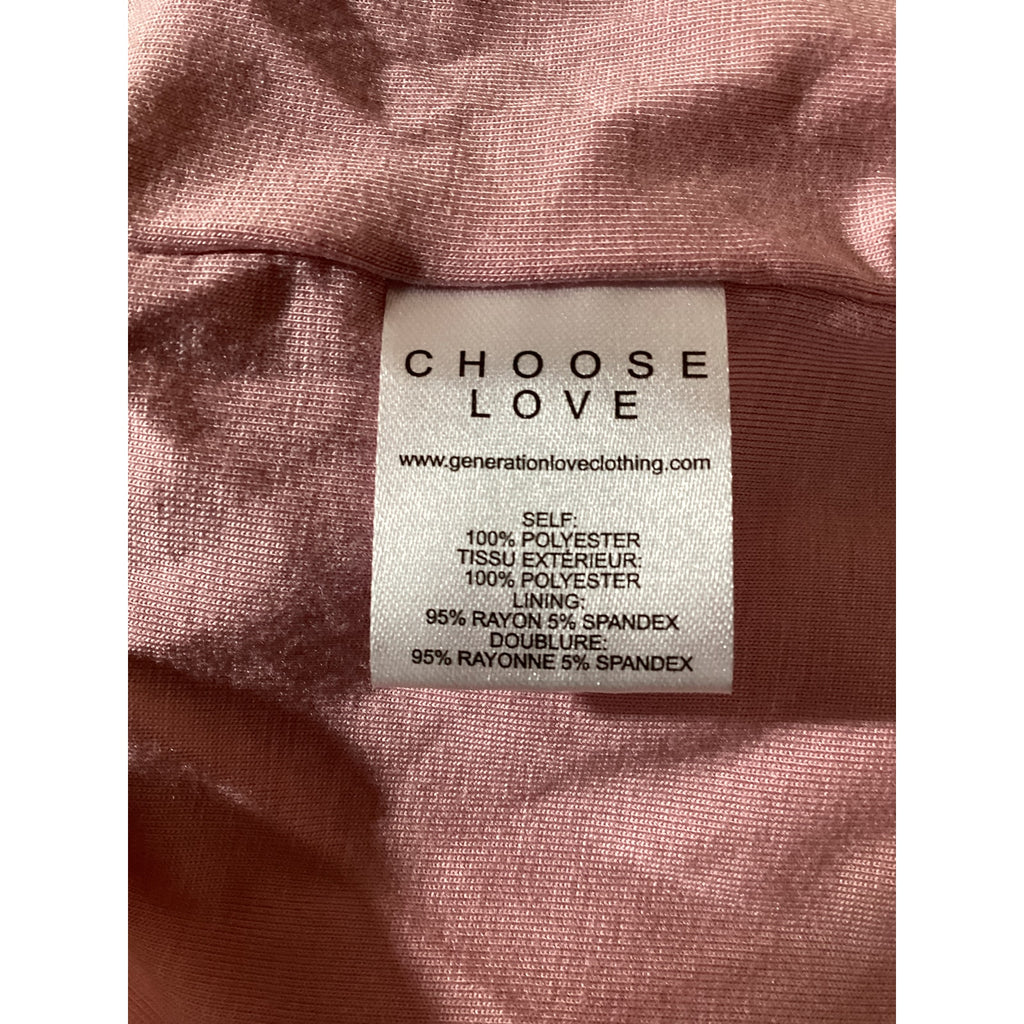 CHOOSE
LOVE
www.generationloveclothing.com
SELF:
100% POLYESTER
TISSU EXTÉRIEUR:
100% POLYESTER
LINING:
95% RAYON 5% SPANDEX
DOUBLURE:
95% RAYONNE 5% SPANDEX